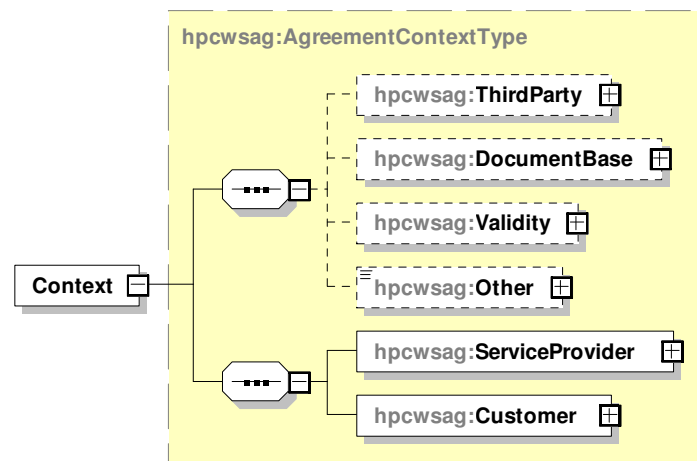 hpcwsag:AgreementContextType
hpcwsag:ThirdParty
hpcwsag:DocumentBase
hpcwsag:Validity
Context
hpcwsag:Other
hpcwsag:ServiceProvider
hpcwsag:Customer